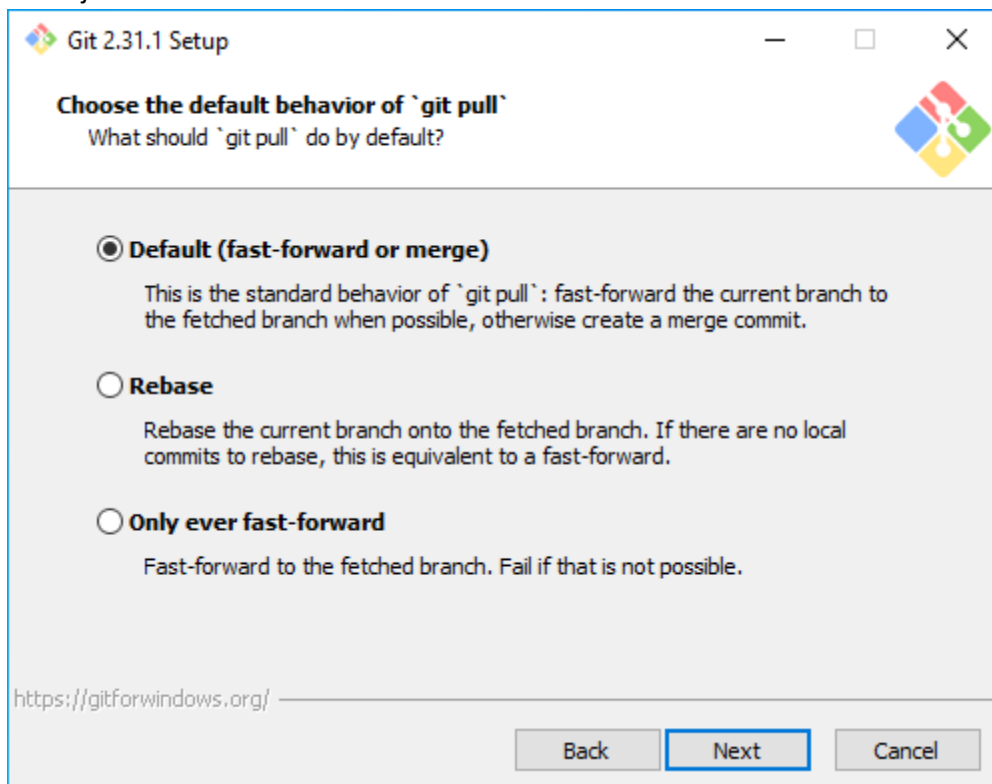 Git 2.31.1 Setup
Choose the default behavior of `git pull`
What should `git pull` do by default?
Default (fast-forward or merge)
This is the standard behavior of `git pull`: fast-forward the current branch to
the fetched branch when possible, otherwise create a merge commit.
Rebase
Rebase the current branch onto the fetched branch. If there are no local
commits to rebase, this is equivalent to a fast-forward.
Only ever fast-forward
Fast-forward to the fetched branch. Fail if that is not possible.
https://gitforwindows.org/
Back Next Cancel